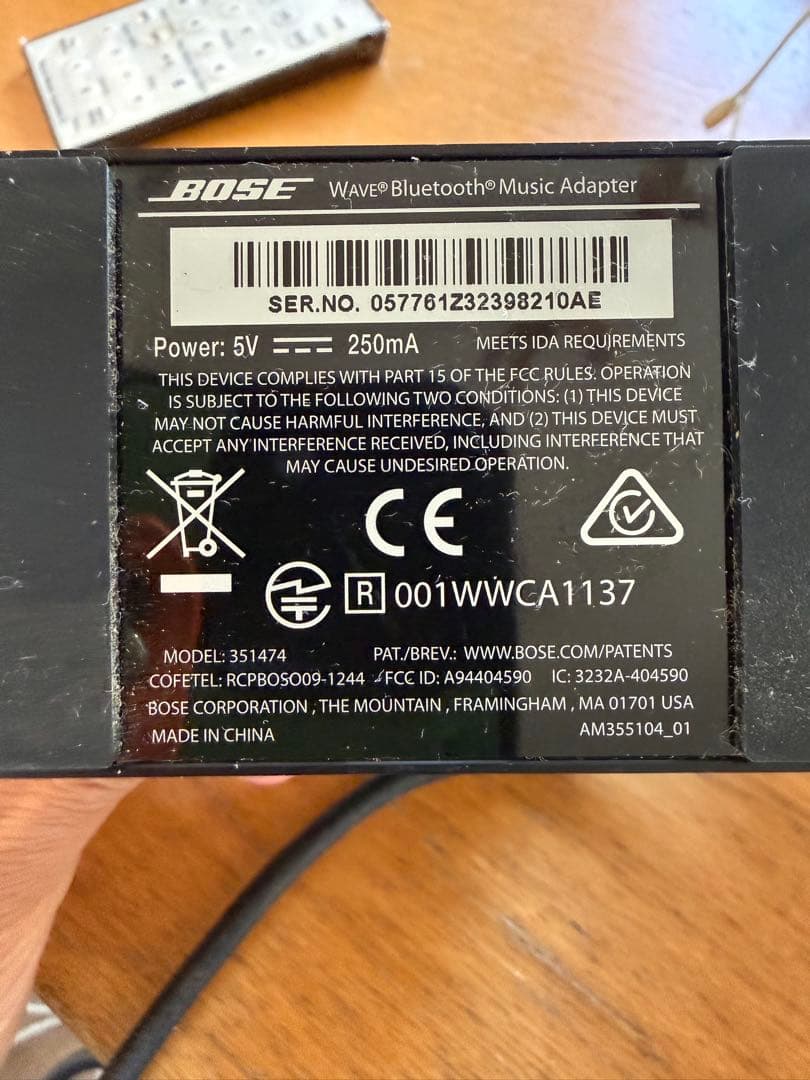 BOSE WAVE® Bluetooth® Music Adapter
SER.NO. 057761Z32398210AE
Power: 5V 250mA MEETS IDA REQUIREMENTS
THIS DEVICE COMPLIES WITH PART 15 OF THE FCC RULES. OPERATION
IS SUBJECT TO THE FOLLOWING TWO CONDITIONS: (1) THIS DEVICE
MAY NOT CAUSE HARMFUL INTERFERENCE, AND (2) THIS DEVICE MUST
ACCEPT ANY INTERFERENCE RECEIVED, INCLUDING INTERFERENCE THAT
MAY CAUSE UNDESIRED OPERATION.
CE
R 001WWCA1137
MODEL: 351474 PAT./BREV.: WWW.BOSE.COM/PATENTS
COFETEL: RCPBOSO09-1244 FCC ID: A94404590 IC: 3232A-404590
BOSE CORPORATION , THE MOUNTAIN , FRAMINGHAM , MA 01701 USA
MADE IN CHINA AM355104_01